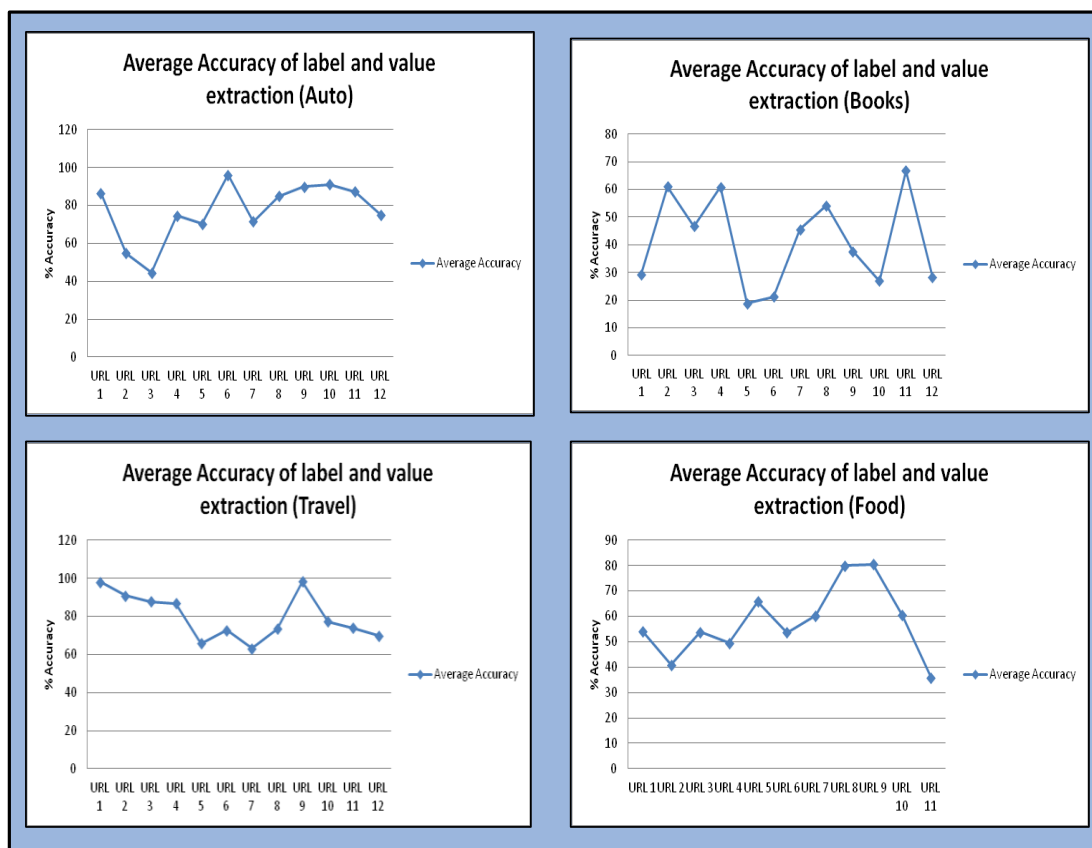 Average Accuracy of label and value
extraction (Auto)
120
100
80
60
40
20
0
% Accuracy
URL 1 URL 2 URL 3 URL 4 URL 5 URL 6 URL 7 URL 8 URL 9 URL 10 URL 11 URL 12
Average Accuracy
Average Accuracy of label and value
extraction (Books)
80
70
60
50
40
30
20
10
0
% Accuracy
URL 1 URL 2 URL 3 URL 4 URL 5 URL 6 URL 7 URL 8 URL 9 URL 10 URL 11 URL 12
Average Accuracy
Average Accuracy of label and value
extraction (Travel)
120
100
80
60
40
20
0
% Accuracy
URL 1 URL 2 URL 3 URL 4 URL 5 URL 6 URL 7 URL 8 URL 9 URL 10 URL 11 URL 12
Average Accuracy
Average Accuracy of label and value
extraction (Food)
90
80
70
60
50
40
30
20
10
0
% Accuracy
URL 1 URL 2 URL 3 URL 4 URL 5 URL 6 URL 7 URL 8 URL 9 URL 10 URL 11
Average Accuracy